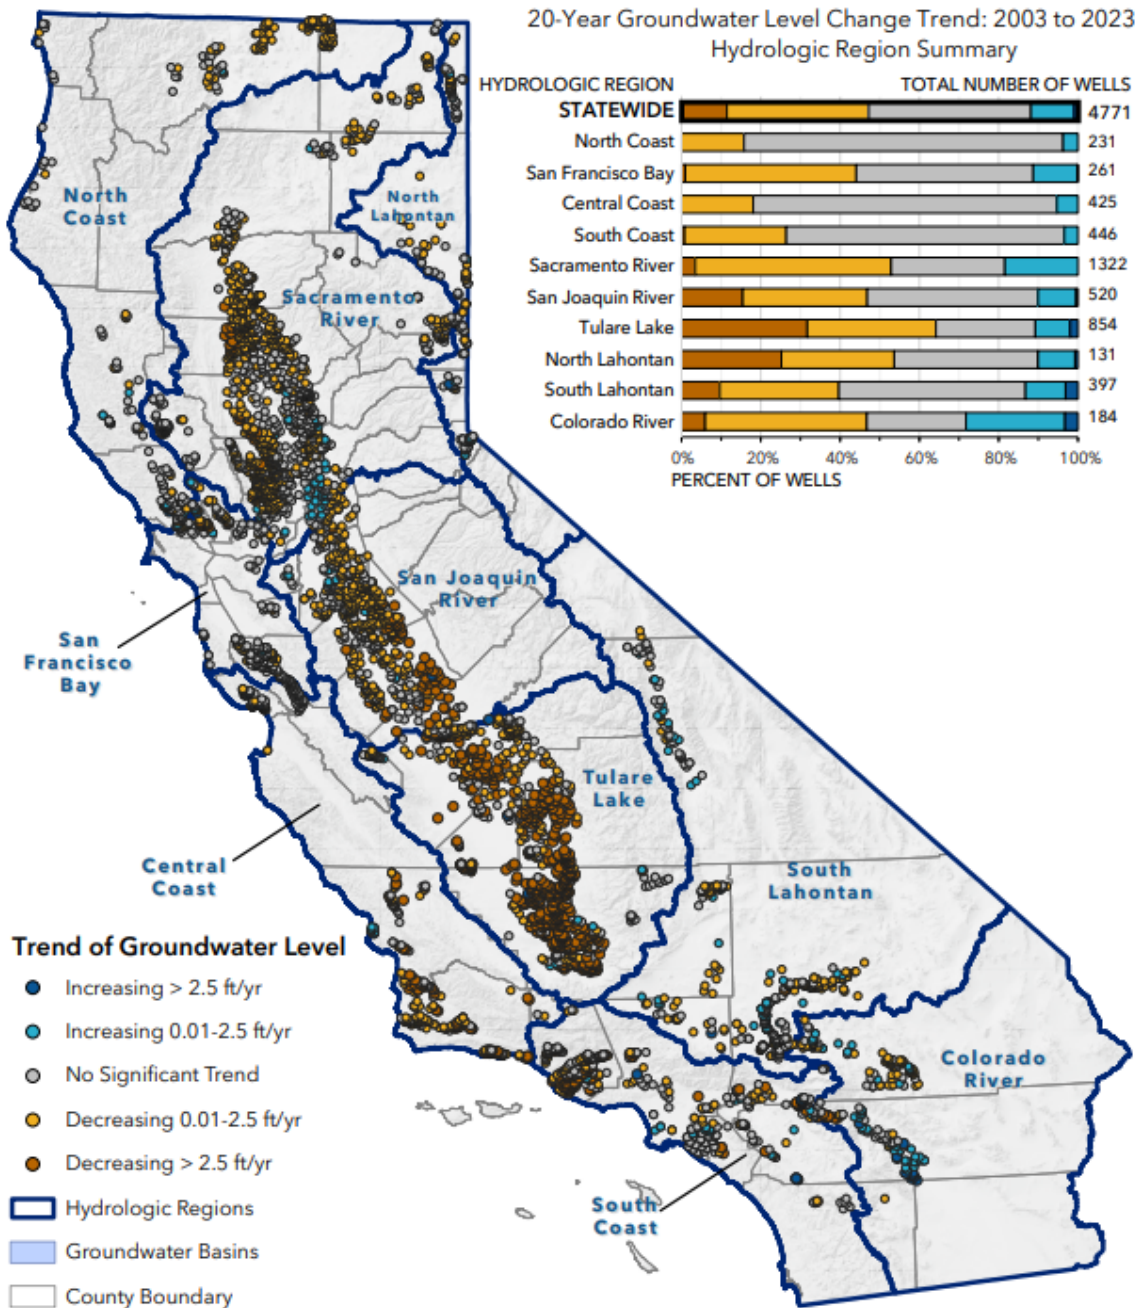 20-Year Groundwater Level Change Trend: 2003 to 2023
Hydrologic Region Summary
HYDROLOGIC REGION TOTAL NUMBER OF WELLS
STATEWIDE 4771
North Coast 231
San Francisco Bay 261
Central Coast 425
South Coast 446
Sacramento River 1322
San Joaquin River 520
Tulare Lake 854
North Lahontan 131
South Lahontan 397
Colorado River 184
0% 20% 40% 60% 80% 100%
PERCENT OF WELLS
North
Coast
North
Lahontan
Sacramento
River
San Joaquin
River
San
Francisco
Bay
Tulare
Lake
Central
Coast
South
Lahontan
Colorado
River
South
Coast
Trend of Groundwater Level
Increasing > 2.5 ft/yr
Increasing 0.01-2.5 ft/yr
No Significant Trend
Decreasing 0.01-2.5 ft/yr
Decreasing > 2.5 ft/yr
Hydrologic Regions
Groundwater Basins
County Boundary